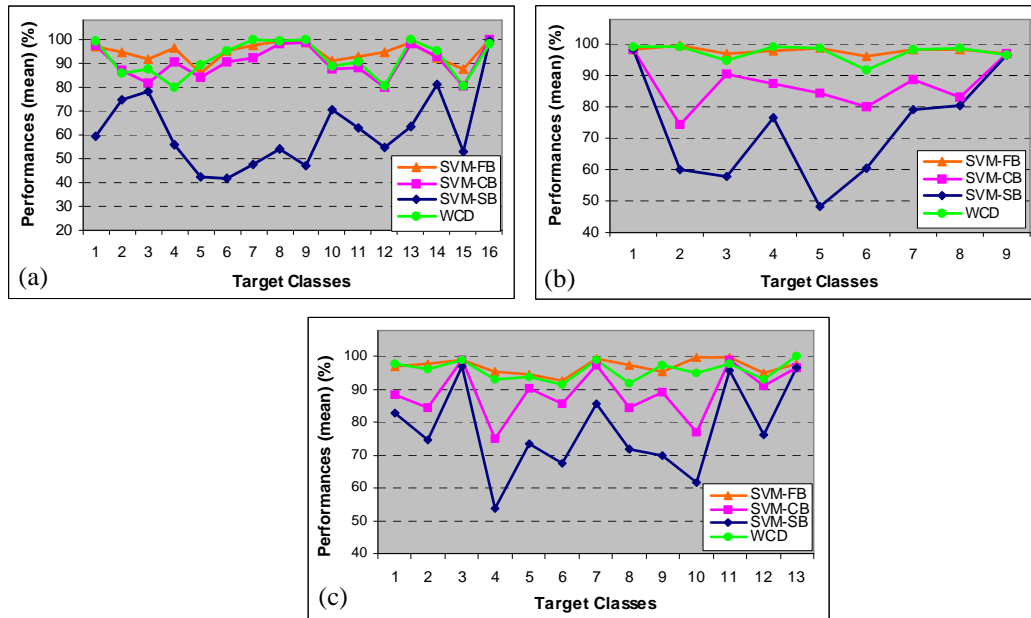 Performances (mean) (%)
100
90
80
70
60
50
40
30
20
SVM-FB
SVM-CB
SVM-SB
WCD
1 2 3 4 5 6 7 8 9 10 11 12 13 14 15 16
Target Classes
(a)
Performances (mean) (%)
100
90
80
70
60
50
40
SVM-FB
SVM-CB
SVM-SB
WCD
1 2 3 4 5 6 7 8 9
Target Classes
(b)
Performances (mean) (%)
100
90
80
70
60
50
40
SVM-FB
SVM-CB
SVM-SB
WCD
1 2 3 4 5 6 7 8 9 10 11 12 13
Target Classes
(c)